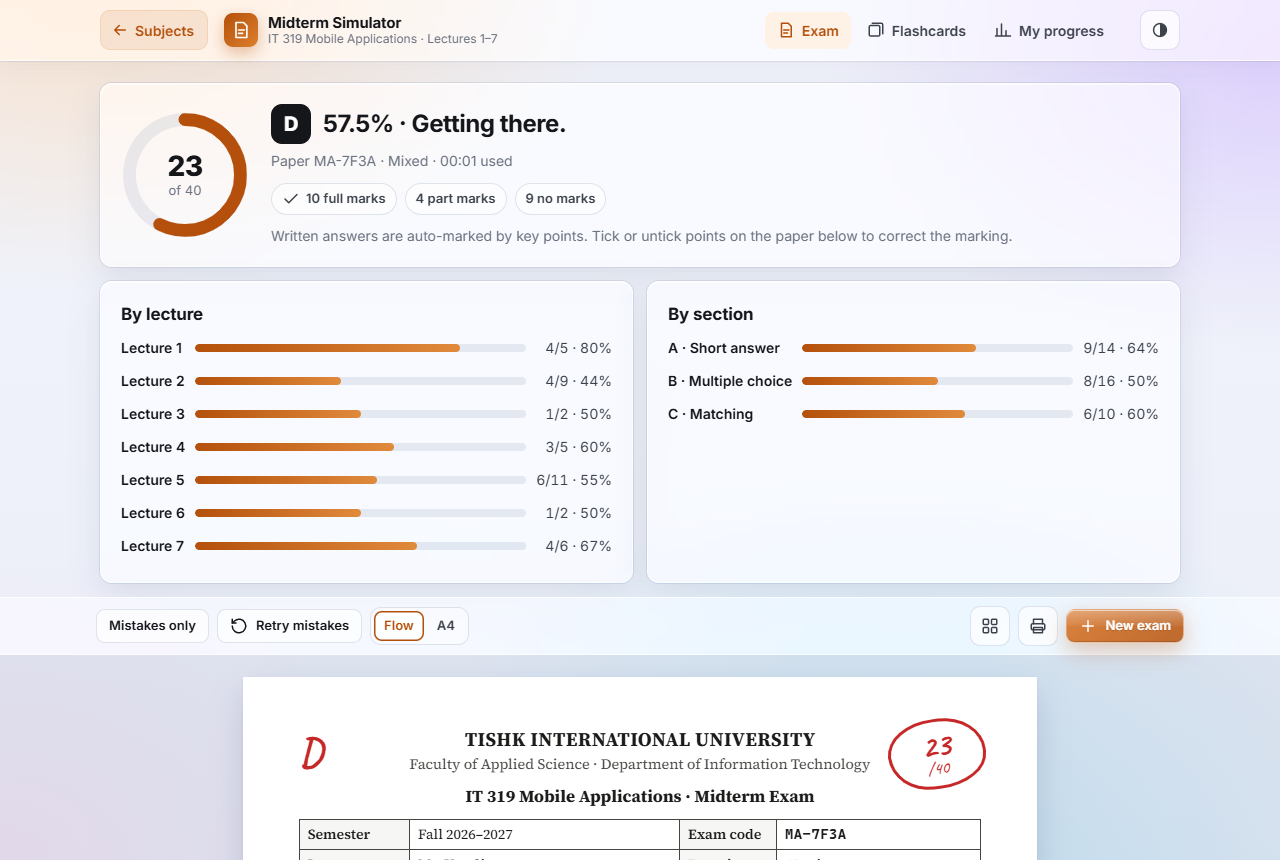 Subjects
Midterm Simulator
IT 319 Mobile Applications · Lectures 1–7
Exam
Flashcards
My progress
23
of 40
D
57.5% · Getting there.
Paper MA-7F3A · Mixed · 00:01 used
10 full marks
4 part marks
9 no marks
Written answers are auto-marked by key points. Tick or untick points on the paper below to correct the marking.
By lecture
Lecture 1 4/5 · 80%
Lecture 2 4/9 · 44%
Lecture 3 1/2 · 50%
Lecture 4 3/5 · 60%
Lecture 5 6/11 · 55%
Lecture 6 1/2 · 50%
Lecture 7 4/6 · 67%
By section
A · Short answer 9/14 · 64%
B · Multiple choice 8/16 · 50%
C · Matching 6/10 · 60%
Mistakes only
Retry mistakes
Flow
A4
New exam
D
TISHK INTERNATIONAL UNIVERSITY
Faculty of Applied Science · Department of Information Technology
IT 319 Mobile Applications · Midterm Exam
23
/40
Semester Fall 2026–2027 Exam code MA-7F3A